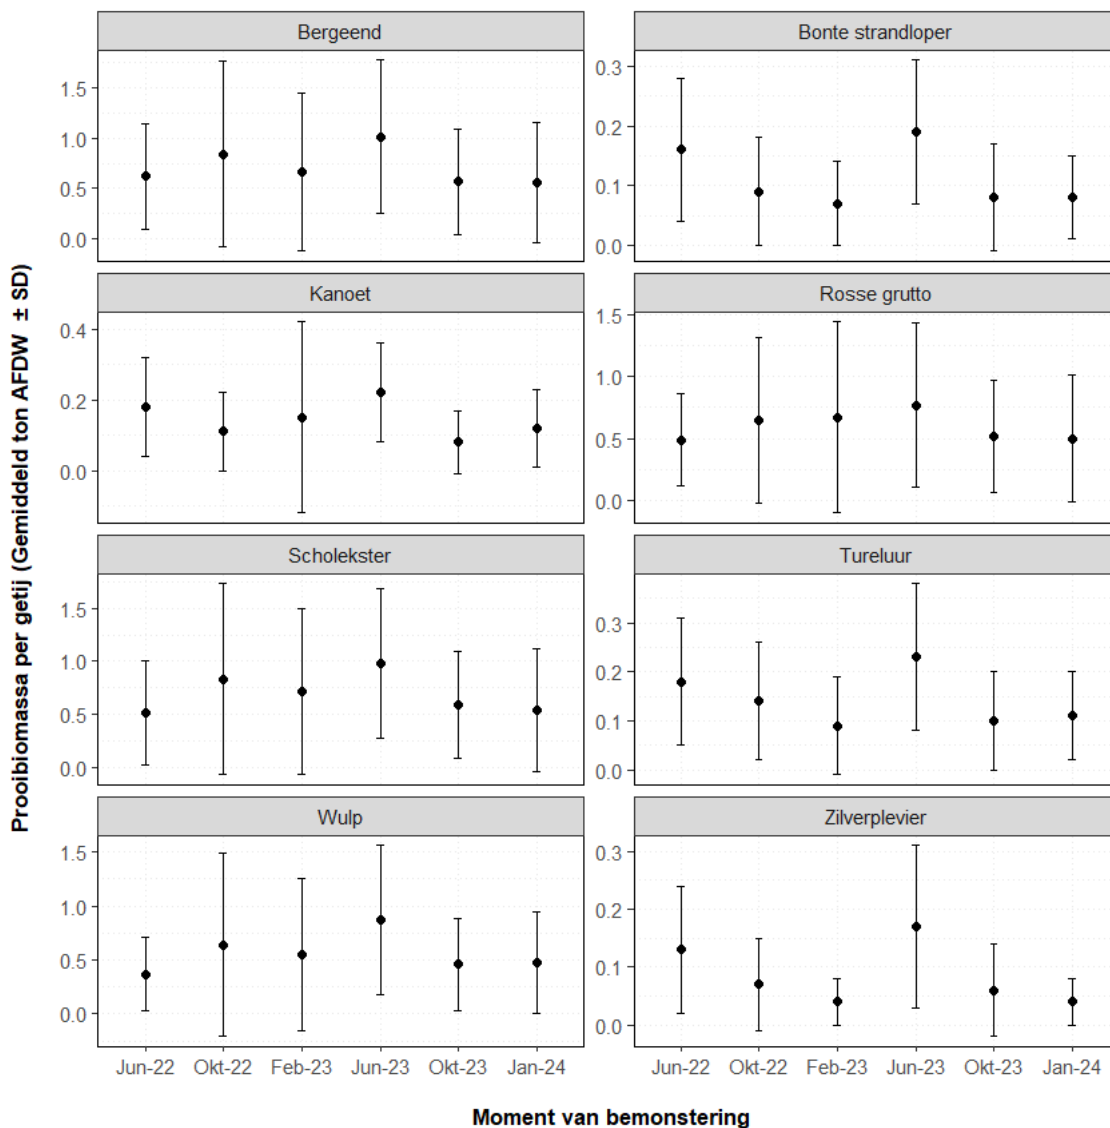 Bergeend
Bonte strandloper
1.5
1.0
0.5
0.0
0.3
0.2
0.1
0.0
Kanoet
Rosse grutto
0.4
0.2
0.0
1.5
1.0
0.5
0.0
Scholekster
Tureluur
1.5
1.0
0.5
0.0
0.3
0.2
0.1
0.0
Wulp
Zilverplevier
1.5
1.0
0.5
0.0
0.3
0.2
0.1
0.0
Jun-22 Okt-22 Feb-23 Jun-23 Okt-23 Jan-24
Jun-22 Okt-22 Feb-23 Jun-23 Okt-23 Jan-24
Prooibiomassa per getij (Gemiddeld ton AFDW ± SD)
Moment van bemonstering